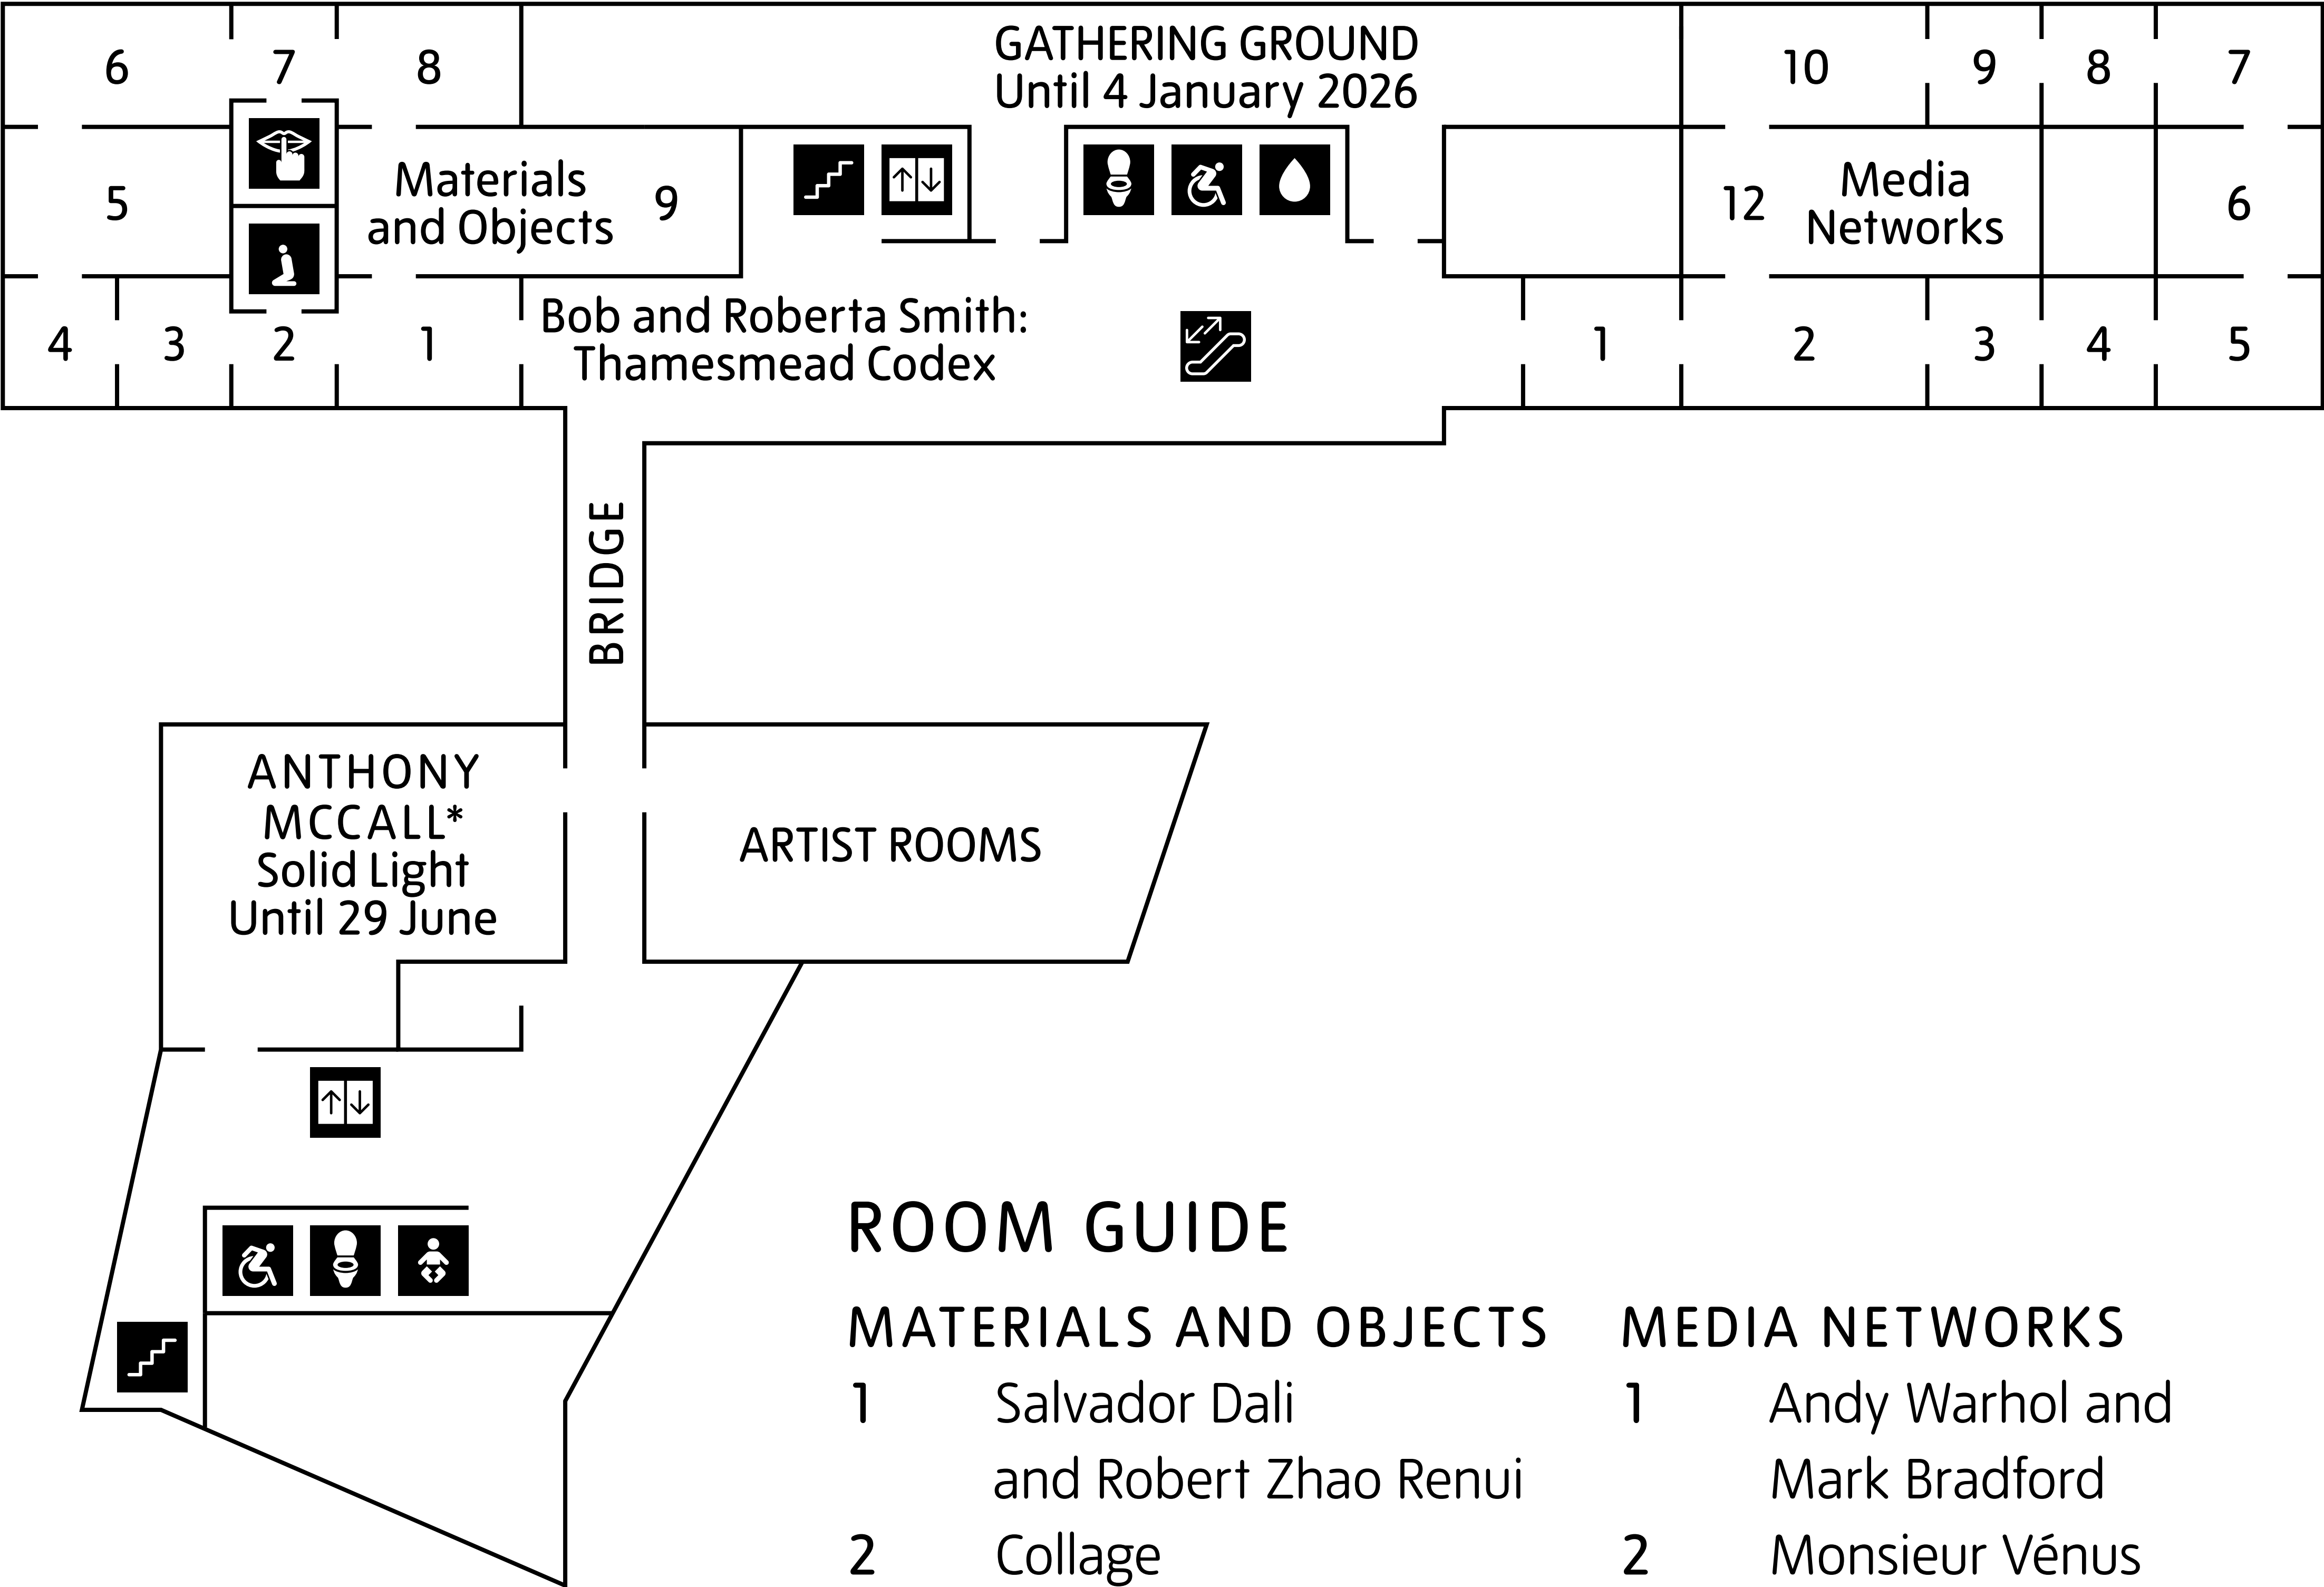 6
7
8
GATHERING GROUND
Until 4 January 2026
10
9
8
7
5
Materials
and Objects
9
12
Media
Networks
6
4
3
2
1
Bob and Roberta Smith:
Thamesmead Codex
1
2
3
4
5
BRIDGE
ANTHONY
MCCALL*
Solid Light
Until 29 June
ARTIST ROOMS
ROOM GUIDE
MATERIALS AND OBJECTS
1 Salvador Dali
and Robert Zhao Renui
2 Collage
MEDIA NETWORKS
1 Andy Warhol and
Mark Bradford
2 Monsieur Vénus